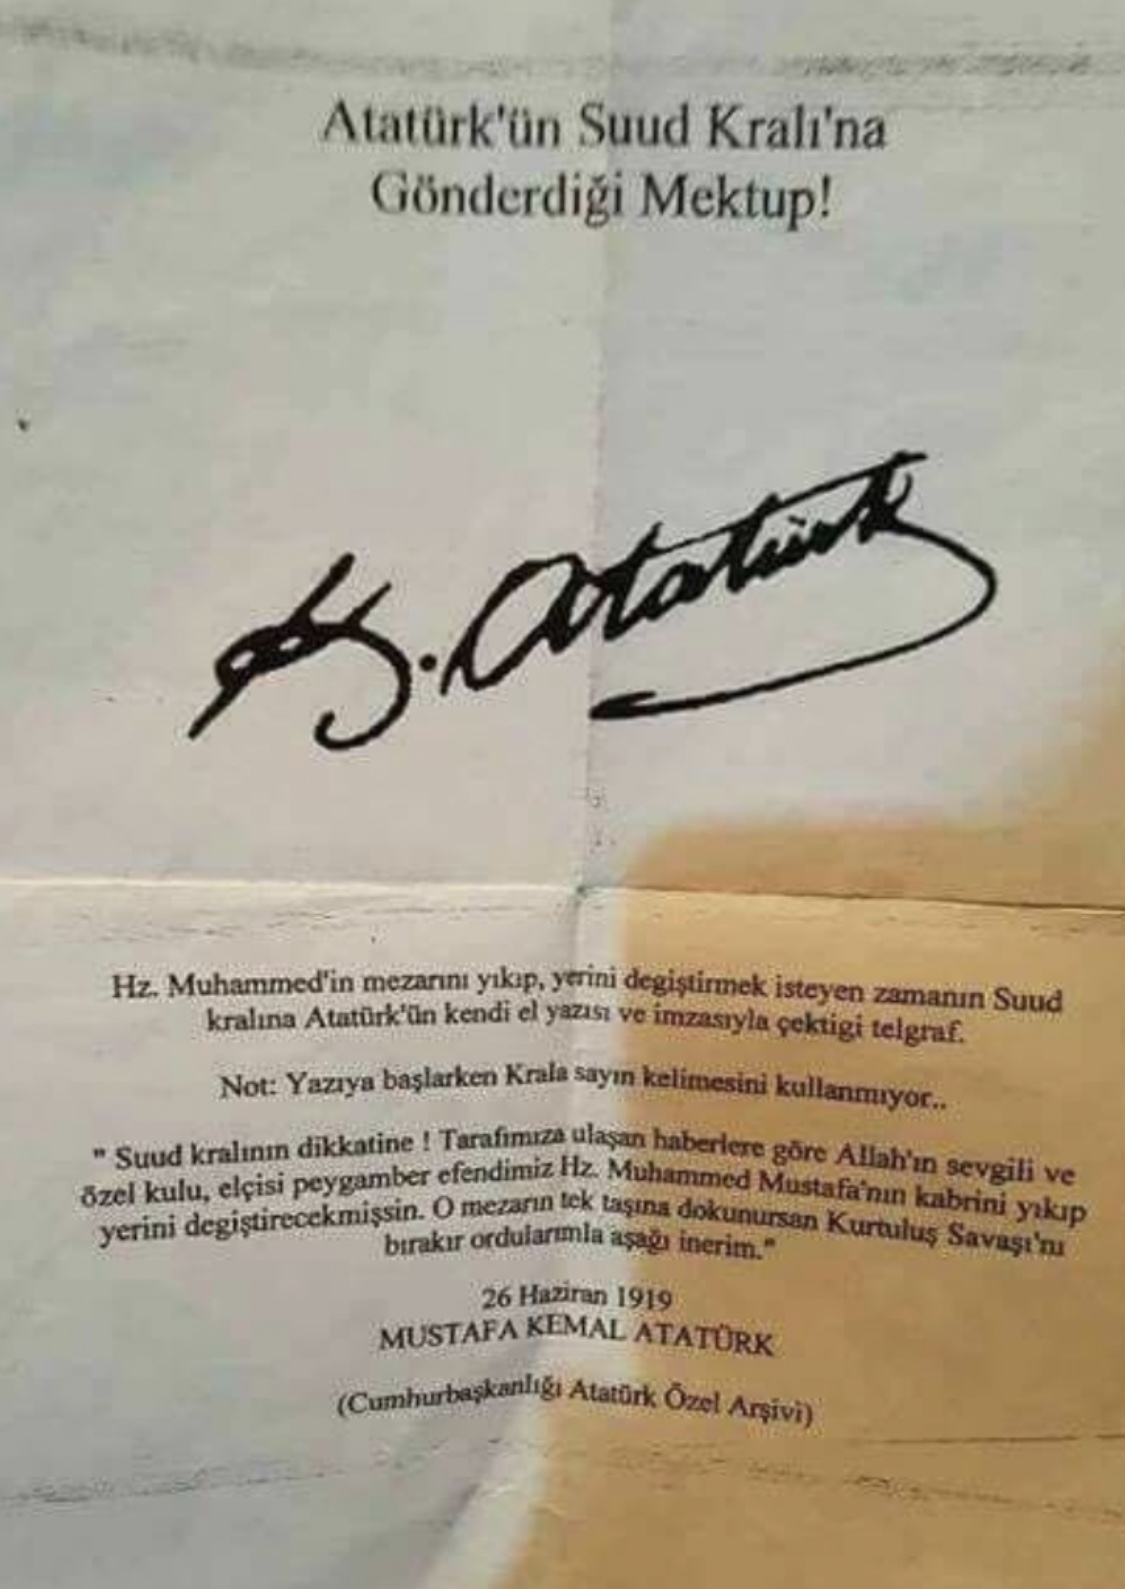 Atatürk'ün Suud Kralı'na
Gönderdiği Mektup!
K. Atatürk
Hz. Muhammed'in mezarını yıkıp, yerini degiştirmek isteyen zamanın Suud
kralına Atatürk'ün kendi el yazısı ve imzasıyla çektigi telgraf.
Not: Yazıya başlarken Krala sayın kelimesini kullanmıyor..
" Suud kralının dikkatine ! Tarafımıza ulaşan haberlere göre Allah'ın sevgili ve
özel kulu, elçisi peygamber efendimiz Hz. Muhammed Mustafa'nın kabrini yıkıp
yerini degiştirecekmişsin. O mezarın tek taşına dokunursan Kurtuluş Savaşı'nı
bırakır ordularımla aşağı inerim."
26 Haziran 1919
MUSTAFA KEMAL ATATÜRK
(Cumhurbaşkanlığı Atatürk Özel Arşivi)